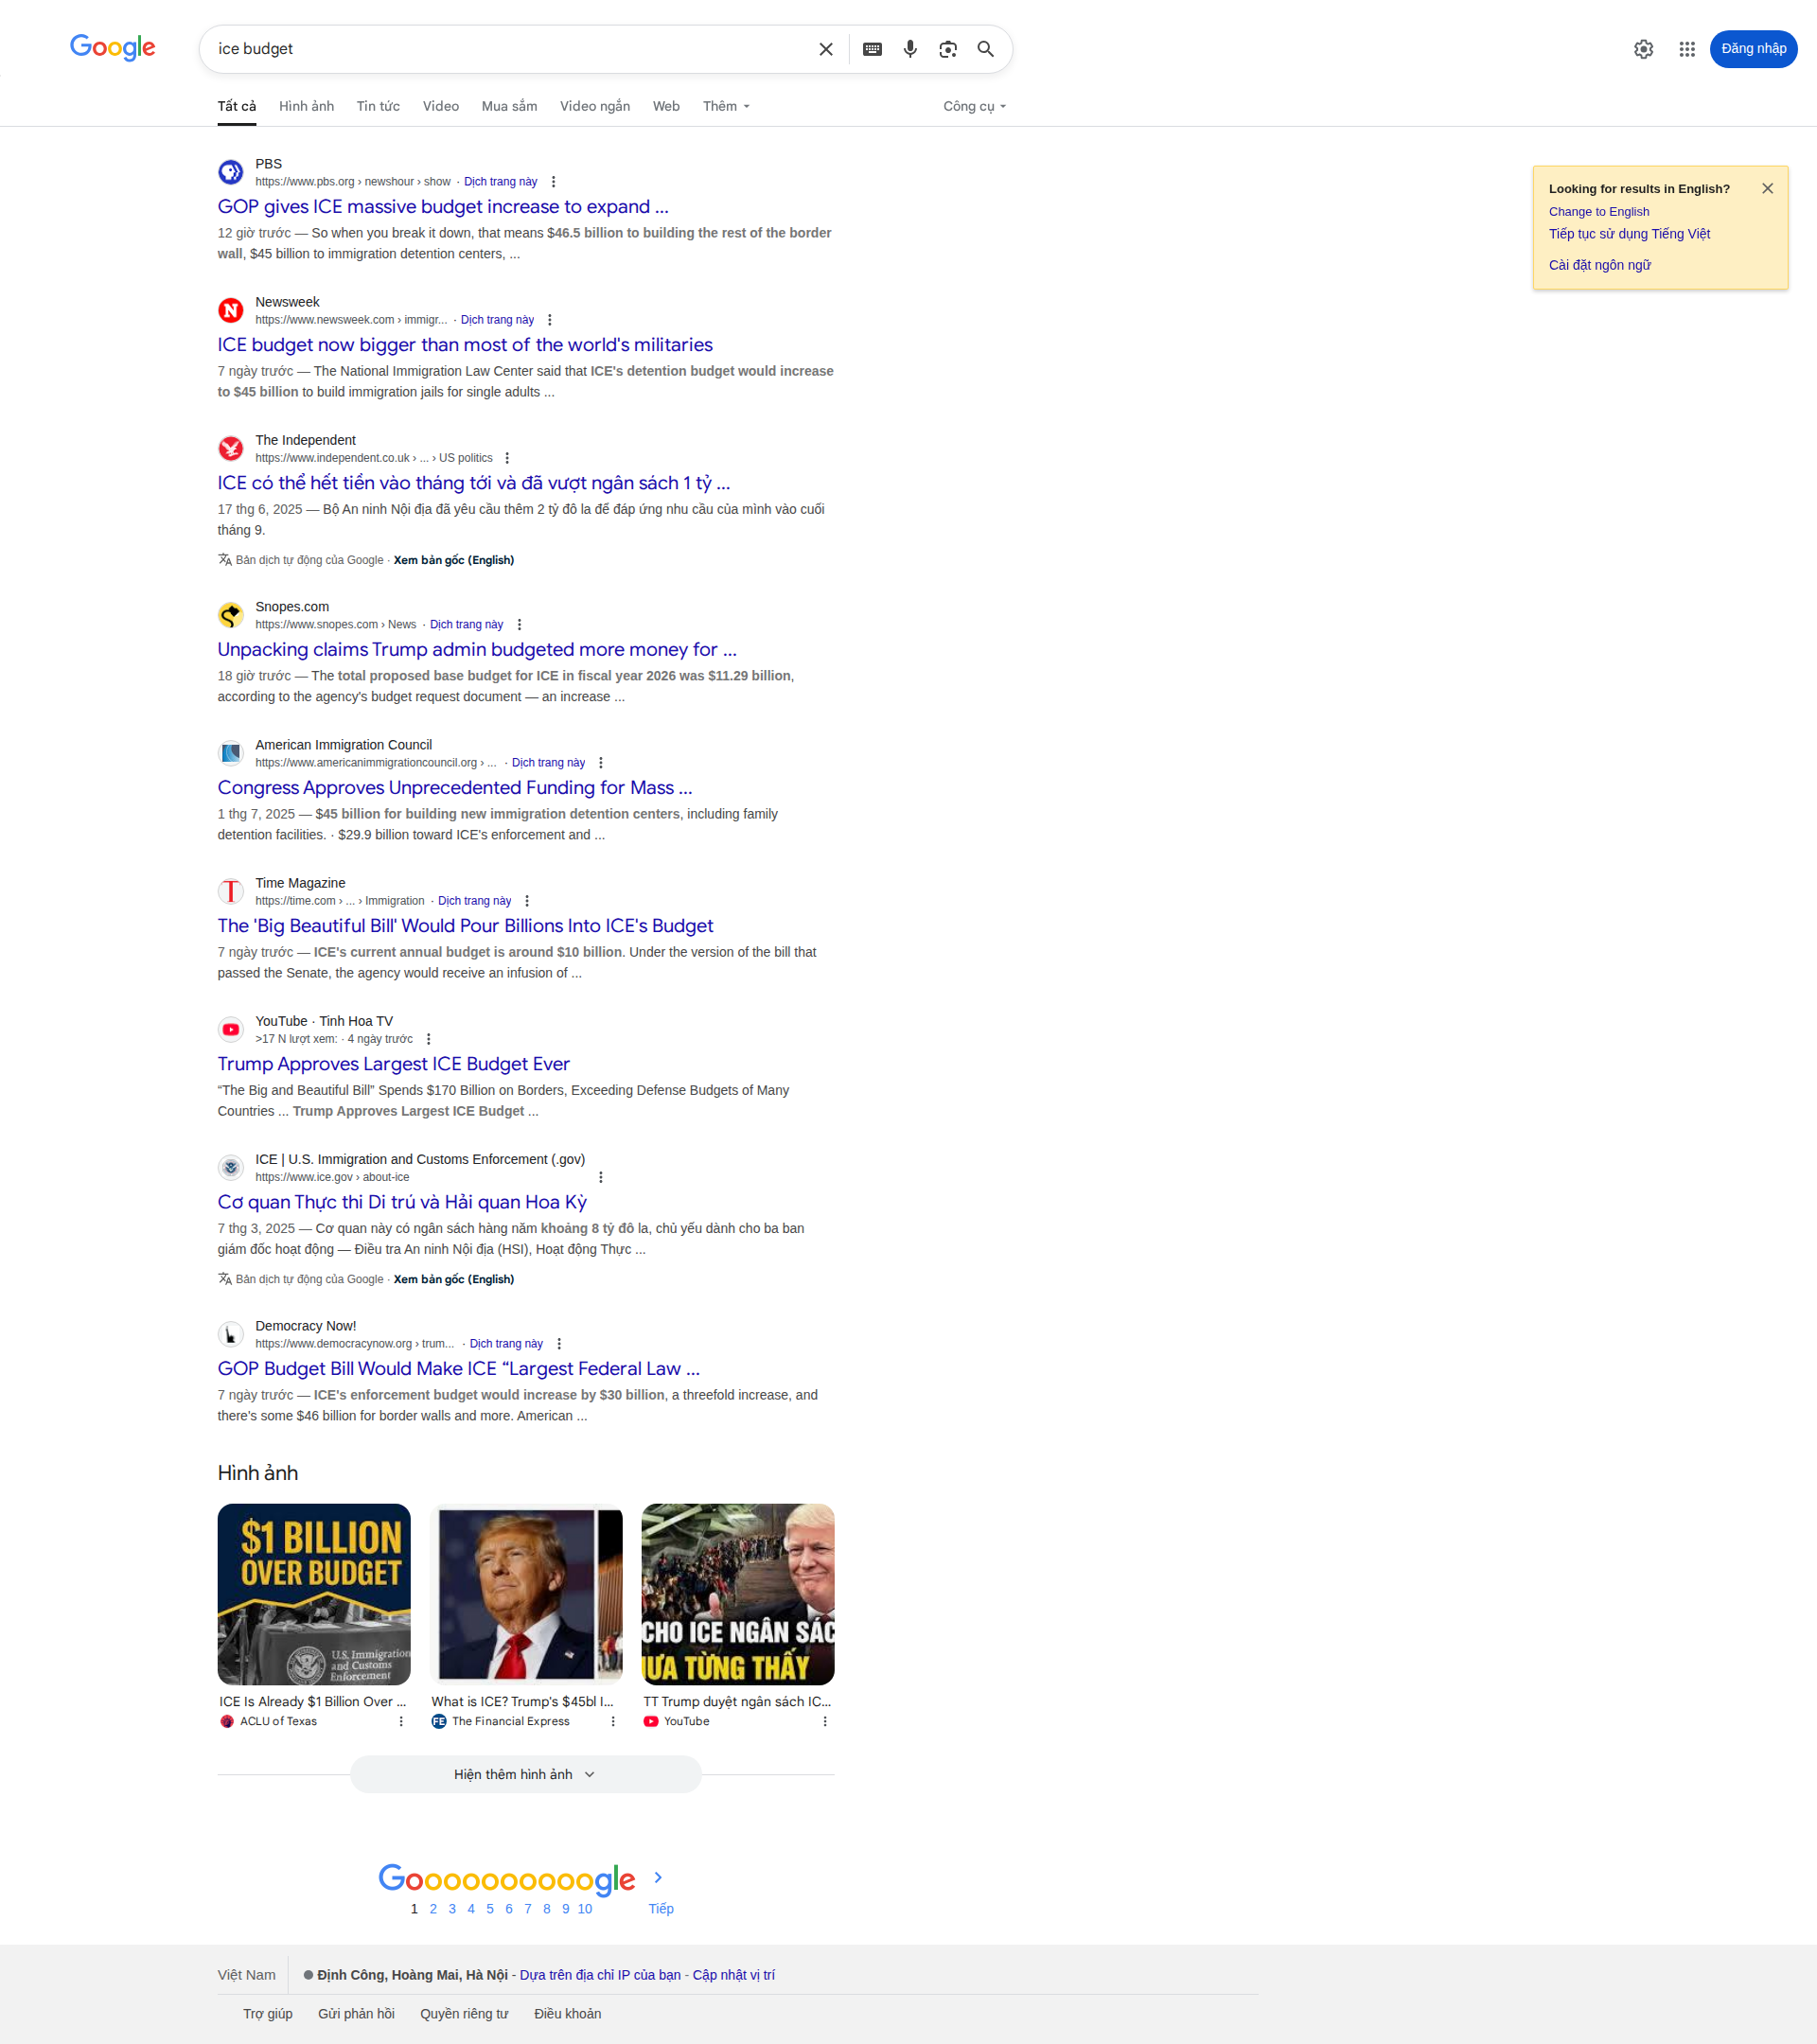 Google
ice budget
Đăng nhập
Tất cả Hình ảnh Tin tức Video Mua sắm Video ngắn Web Thêm Công cụ
Looking for results in English?
Change to English
Tiếp tục sử dụng Tiếng Việt
Cài đặt ngôn ngữ
PBS
https://www.pbs.org › newshour › show · Dịch trang này
GOP gives ICE massive budget increase to expand ...
12 giờ trước — So when you break it down, that means $46.5 billion to building the rest of the border
wall, $45 billion to immigration detention centers, ...
Newsweek
https://www.newsweek.com › immigr... · Dịch trang này
ICE budget now bigger than most of the world's militaries
7 ngày trước — The National Immigration Law Center said that ICE's detention budget would increase
to $45 billion to build immigration jails for single adults ...
The Independent
https://www.independent.co.uk › ... › US politics
ICE có thể hết tiền vào tháng tới và đã vượt ngân sách 1 tỷ ...
17 thg 6, 2025 — Bộ An ninh Nội địa đã yêu cầu thêm 2 tỷ đô la để đáp ứng nhu cầu của mình vào cuối
tháng 9.
Bản dịch tự động của Google · Xem bản gốc (English)
Snopes.com
https://www.snopes.com › News · Dịch trang này
Unpacking claims Trump admin budgeted more money for ...
18 giờ trước — The total proposed base budget for ICE in fiscal year 2026 was $11.29 billion,
according to the agency's budget request document — an increase ...
American Immigration Council
https://www.americanimmigrationcouncil.org › ... · Dịch trang này
Congress Approves Unprecedented Funding for Mass ...
1 thg 7, 2025 — $45 billion for building new immigration detention centers, including family
detention facilities. · $29.9 billion toward ICE's enforcement and ...
Time Magazine
https://time.com › ... › Immigration · Dịch trang này
The 'Big Beautiful Bill' Would Pour Billions Into ICE's Budget
7 ngày trước — ICE's current annual budget is around $10 billion. Under the version of the bill that
passed the Senate, the agency would receive an infusion of ...
YouTube · Tinh Hoa TV
>17 N lượt xem: · 4 ngày trước
Trump Approves Largest ICE Budget Ever
“The Big and Beautiful Bill” Spends $170 Billion on Borders, Exceeding Defense Budgets of Many
Countries ... Trump Approves Largest ICE Budget ...
ICE | U.S. Immigration and Customs Enforcement (.gov)
https://www.ice.gov › about-ice
Cơ quan Thực thi Di trú và Hải quan Hoa Kỳ
7 thg 3, 2025 — Cơ quan này có ngân sách hàng năm khoảng 8 tỷ đô la, chủ yếu dành cho ba ban
giám đốc hoạt động — Điều tra An ninh Nội địa (HSI), Hoạt động Thực ...
Bản dịch tự động của Google · Xem bản gốc (English)
Democracy Now!
https://www.democracynow.org › trum... · Dịch trang này
GOP Budget Bill Would Make ICE “Largest Federal Law ...
7 ngày trước — ICE's enforcement budget would increase by $30 billion, a threefold increase, and
there's some $46 billion for border walls and more. American ...
Hình ảnh
$1 BILLION
OVER BUDGET
U.S. Immigration
and Customs
Enforcement
CHO ICE NGÂN SÁC
ƯA TỪNG THẤY
ICE Is Already $1 Billion Over ...
ACLU of Texas
What is ICE? Trump's $45bl I...
FE The Financial Express
TT Trump duyệt ngân sách IC...
YouTube
Hiện thêm hình ảnh
Goooooooooogle
1 2 3 4 5 6 7 8 9 10 Tiếp
Việt Nam Định Công, Hoàng Mai, Hà Nội - Dựa trên địa chỉ IP của bạn - Cập nhật vị trí
Trợ giúp Gửi phản hồi Quyền riêng tư Điều khoản